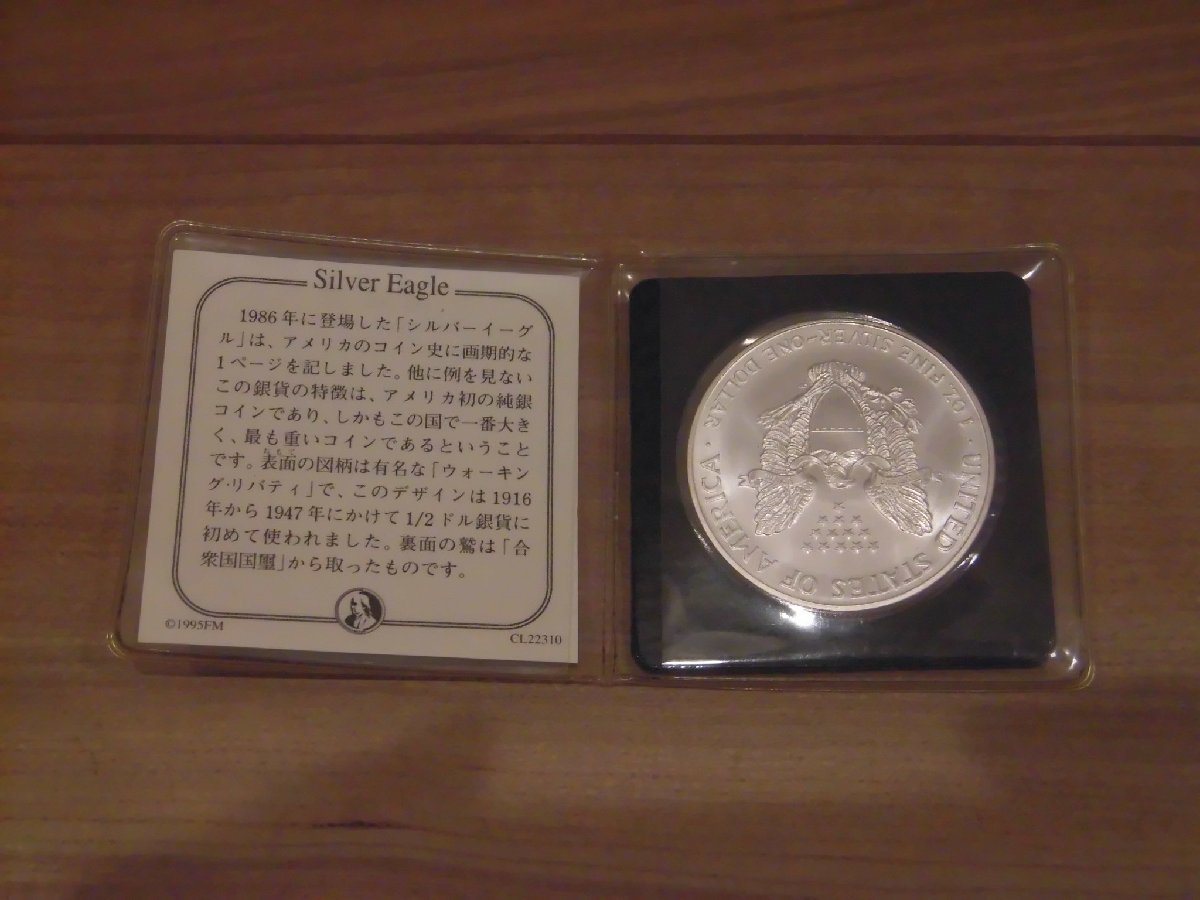 Silver Eagle
1986年に登場した「シルバーイーグ
ル」は、アメリカのコイン史に画期的な
1ページを記しました。他に例を見ない
この銀貨の特徴は、アメリカ初の純銀
コインであり、しかもこの国で一番大き
く、最も重いコインであるということ
です。表面の図柄は有名な「ウォーキン
グ・リバティ」で、このデザインは1916
年から1947年にかけて1/2ドル銀貨に
初めて使われました。裏面の鷲は「合
衆国国璽」から取ったものです。
©1995FM
CL22310
UNITED STATES OF AMERICA
1 OZ. FINE SILVER~ONE DOLLAR